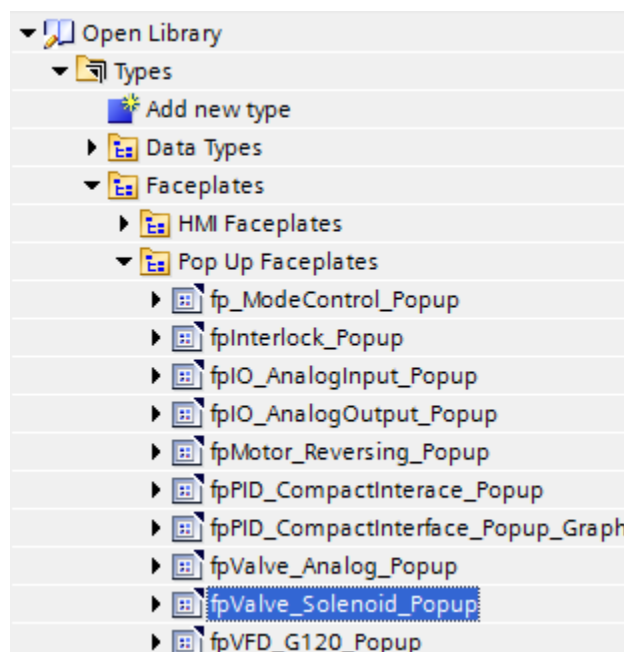 Open Library
Types
Add new type
Data Types
Faceplates
HMI Faceplates
Pop Up Faceplates
fp_ModeControl_Popup
fpInterlock_Popup
fpIO_AnalogInput_Popup
fpIO_AnalogOutput_Popup
fpMotor_Reversing_Popup
fpPID_CompactInterace_Popup
fpPID_CompactInterface_Popup_Graph
fpValve_Analog_Popup
fpValve_Solenoid_Popup
fpVFD_G120_Popup